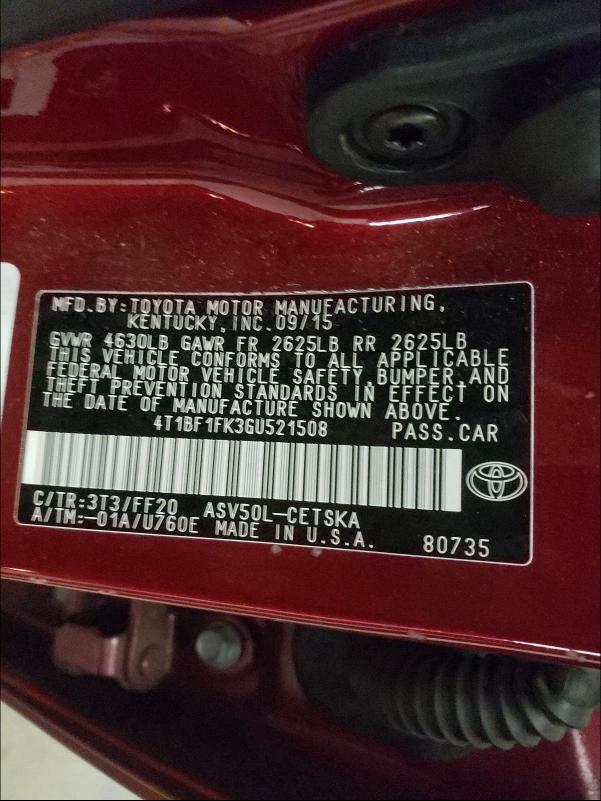 MFD.BY:TOYOTA MOTOR MANUFACTURING,
KENTUCKY, INC.09/15
GVWR 4630LB GAWR FR 2625LB RR 2625LB
THIS VEHICLE CONFORMS TO ALL APPLICABLE
FEDERAL MOTOR VEHICLE SAFETY, BUMPER, AND
THEFT PREVENTION STANDARDS IN EFFECT ON
THE DATE OF MANUFACTURE SHOWN ABOVE.
4T1BF1FK3GU521508 PASS.CAR
C/TR:3T3/FF20 ASV50L-CETSKA
A/TM:-01A/U760E MADE IN U.S.A. 80735